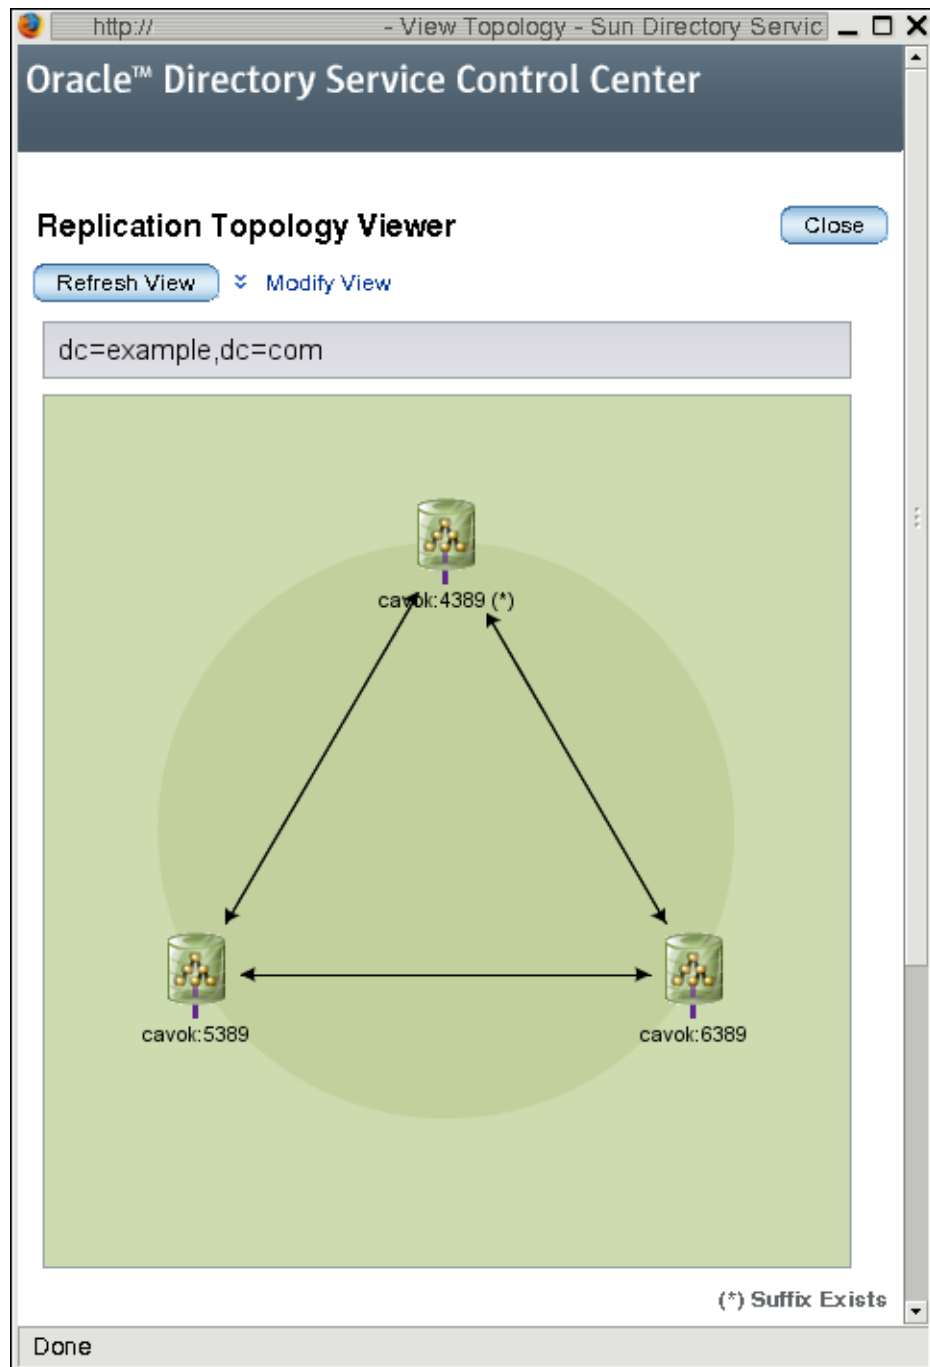 http:// - View Topology - Sun Directory Servic
Oracle™ Directory Service Control Center
Replication Topology Viewer
Close
Refresh View
Modify View
dc=example,dc=com
cavok:4389 (*)
cavok:5389
cavok:6389
(*) Suffix Exists
Done